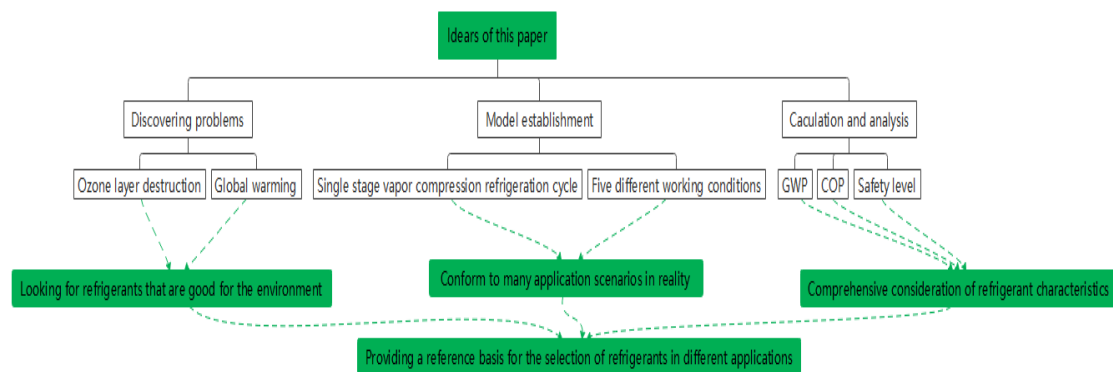 Idears of this paper
Discovering problems
Model establishment
Caculation and analysis
Ozone layer destruction
Global warming
Single stage vapor compression refrigeration cycle
Five different working conditions
GWP
COP
Safety level
Looking for refrigerants that are good for the environment
Conform to many application scenarios in reality
Comprehensive consideration of refrigerant characteristics
Providing a reference basis for the selection of refrigerants in different applications